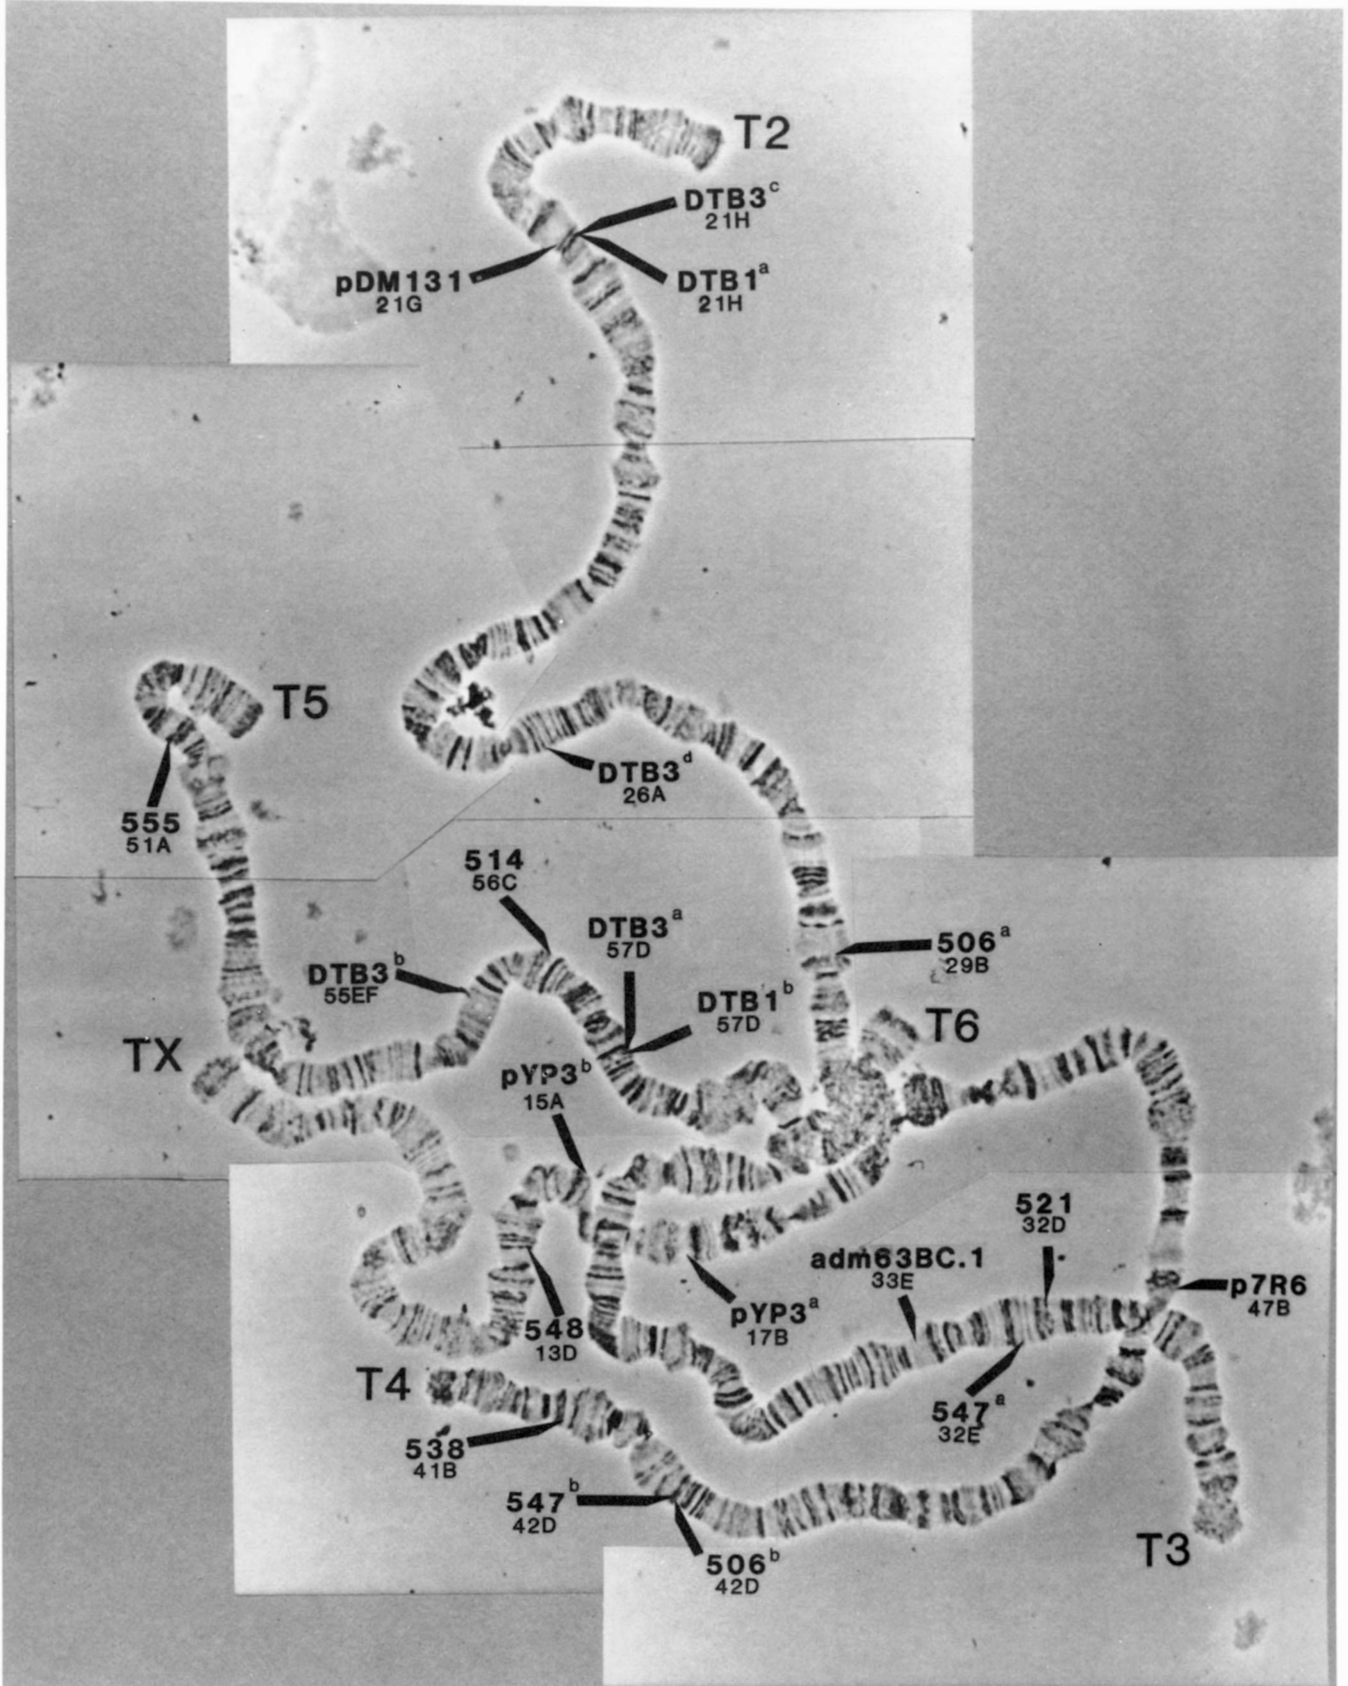 T2
DTB3ᶜ
21H
pDM131
21G
DTB1ᵃ
21H
T5
DTB3ᵈ
26A
555
51A
514
56C
DTB3ᵃ
57D
506ᵃ
29B
DTB3ᵇ
55EF
DTB1ᵇ
57D
T6
TX
pYP3ᵇ
15A
521
32D
adm63BC.1
33E
p7R6
47B
pYP3ᵃ
17B
548
13D
T4
547ᵃ
32E
538
41B
547ᵇ
42D
T3
506ᵇ
42D